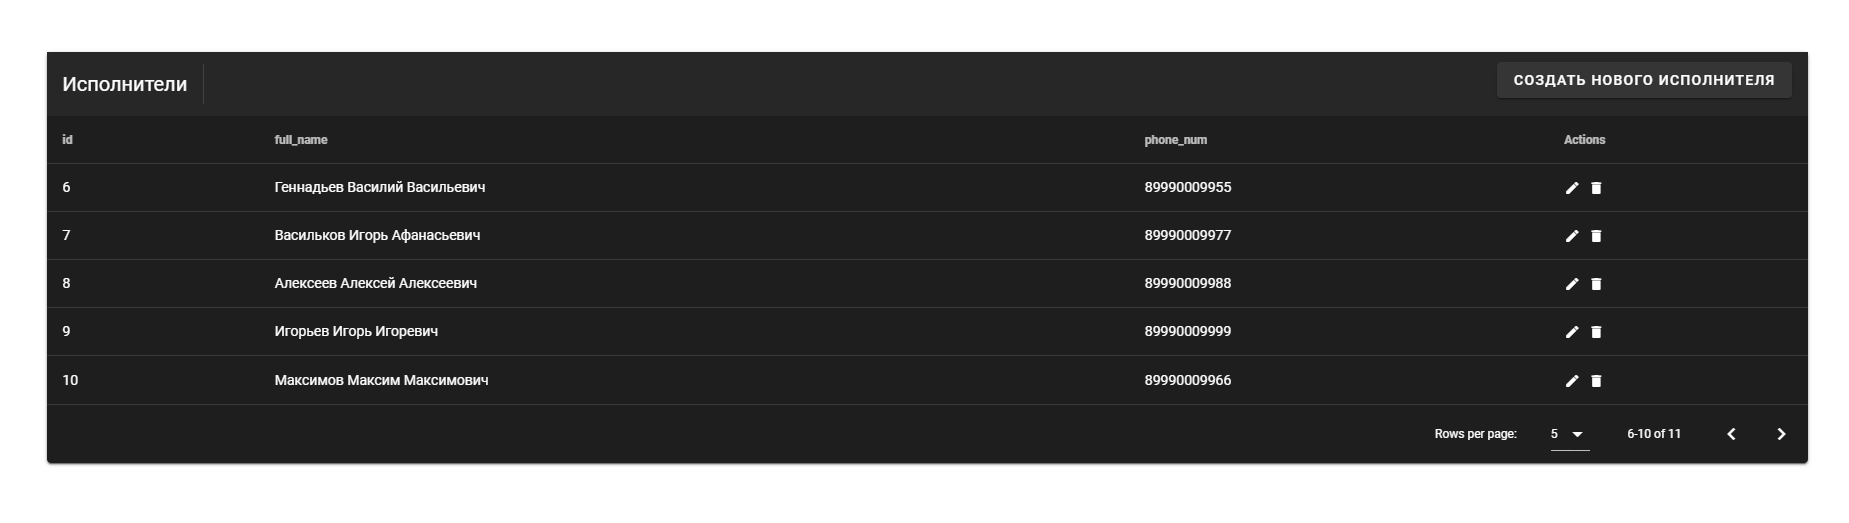 Исполнители
СОЗДАТЬ НОВОГО ИСПОЛНИТЕЛЯ
id full_name phone_num Actions
6 Геннадьев Василий Васильевич 89990009955
7 Васильков Игорь Афанасьевич 89990009977
8 Алексеев Алексей Алексеевич 89990009988
9 Игорьев Игорь Игоревич 89990009999
10 Максимов Максим Максимович 89990009966
Rows per page: 5 6-10 of 11